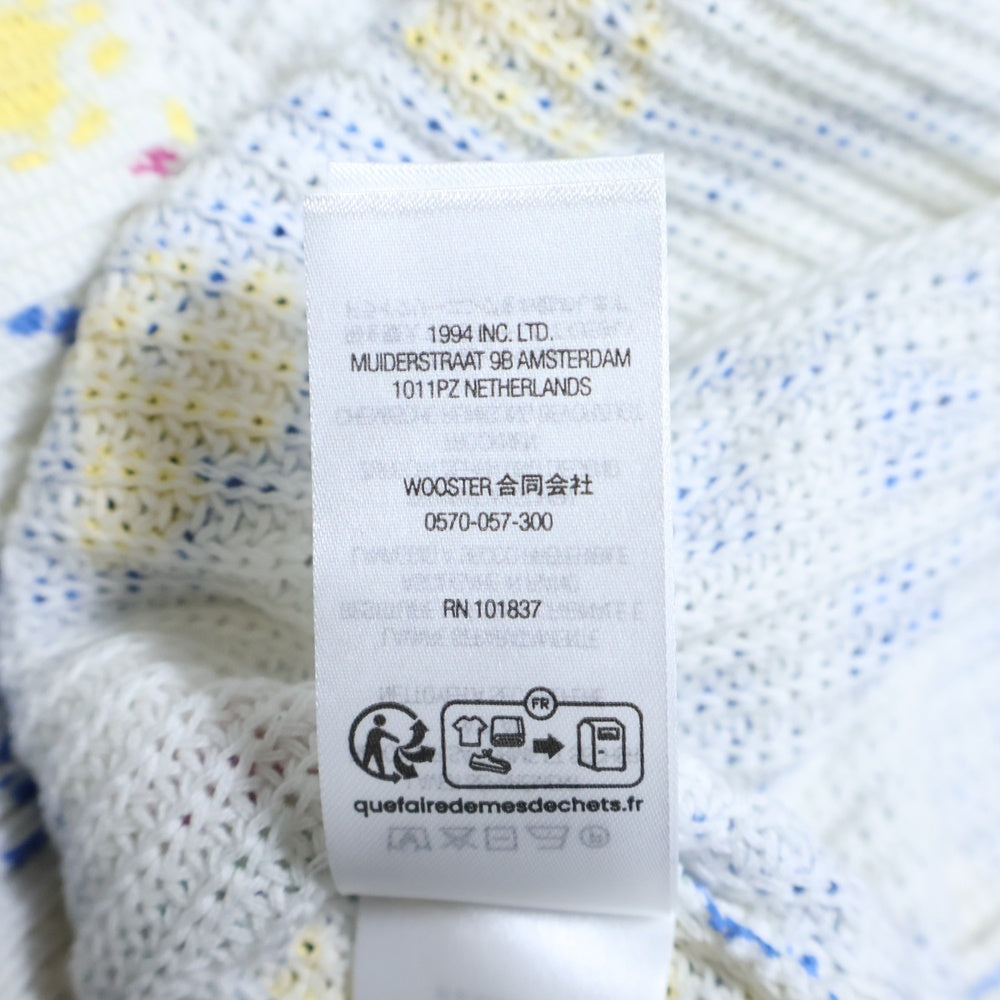 1994 INC. LTD.
MUIDERSTRAAT 9B AMSTERDAM
1011PZ NETHERLANDS
WOOSTER 合同会社
0570-057-300
RN 101837
FR
quefairedemesdechets.fr